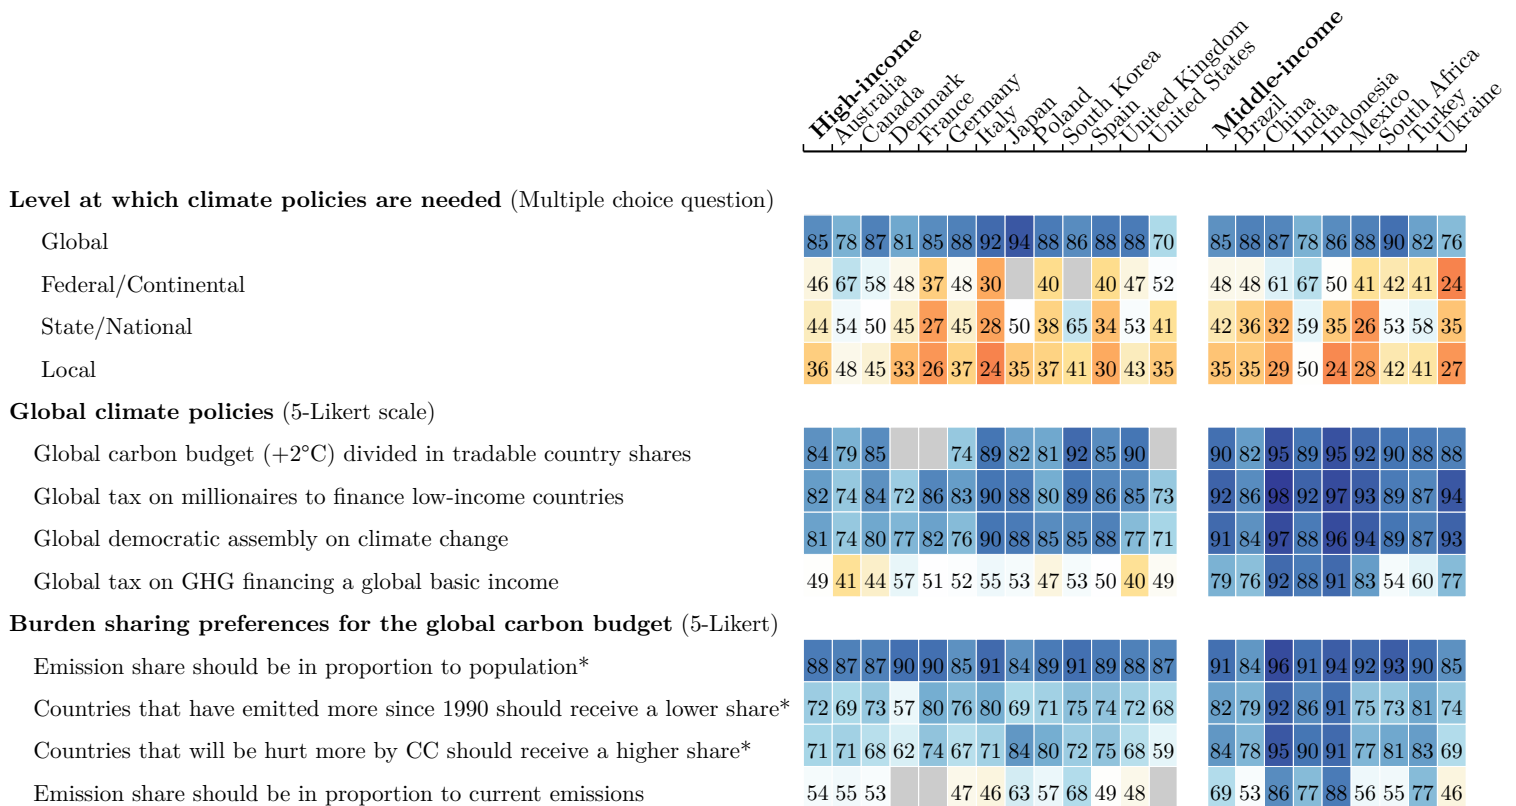 High-income Australia Canada Denmark France Germany Italy Japan Poland South Korea Spain United Kingdom United States Middle-income Brazil China India Indonesia Mexico South Africa Turkey Ukraine
Level at which climate policies are needed (Multiple choice question)
Global 85 78 87 81 85 88 92 94 88 86 88 88 70 85 88 87 78 86 88 90 82 76
Federal/Continental 46 67 58 48 37 48 30 40 40 47 52 48 48 61 67 50 41 42 41 24
State/National 44 54 50 45 27 45 28 50 38 65 34 53 41 42 36 32 59 35 26 53 58 35
Local 36 48 45 33 26 37 24 35 37 41 30 43 35 35 35 29 50 24 28 42 41 27
Global climate policies (5-Likert scale)
Global carbon budget (+2°C) divided in tradable country shares 84 79 85 74 89 82 81 92 85 90 90 82 95 89 95 92 90 88 88
Global tax on millionaires to finance low-income countries 82 74 84 72 86 83 90 88 80 89 86 85 73 92 86 98 92 97 93 89 87 94
Global democratic assembly on climate change 81 74 80 77 82 76 90 88 85 85 88 77 71 91 84 97 88 96 94 89 87 93
Global tax on GHG financing a global basic income 49 41 44 57 51 52 55 53 47 53 50 40 49 79 76 92 88 91 83 54 60 77
Burden sharing preferences for the global carbon budget (5-Likert)
Emission share should be in proportion to population* 88 87 87 90 90 85 91 84 89 91 89 88 87 91 84 96 91 94 92 93 90 85
Countries that have emitted more since 1990 should receive a lower share* 72 69 73 57 80 76 80 69 71 75 74 72 68 82 79 92 86 91 75 73 81 74
Countries that will be hurt more by CC should receive a higher share* 71 71 68 62 74 67 71 84 80 72 75 68 59 84 78 95 90 91 77 81 83 69
Emission share should be in proportion to current emissions 54 55 53 47 46 63 57 68 49 48 69 53 86 77 88 56 55 77 46